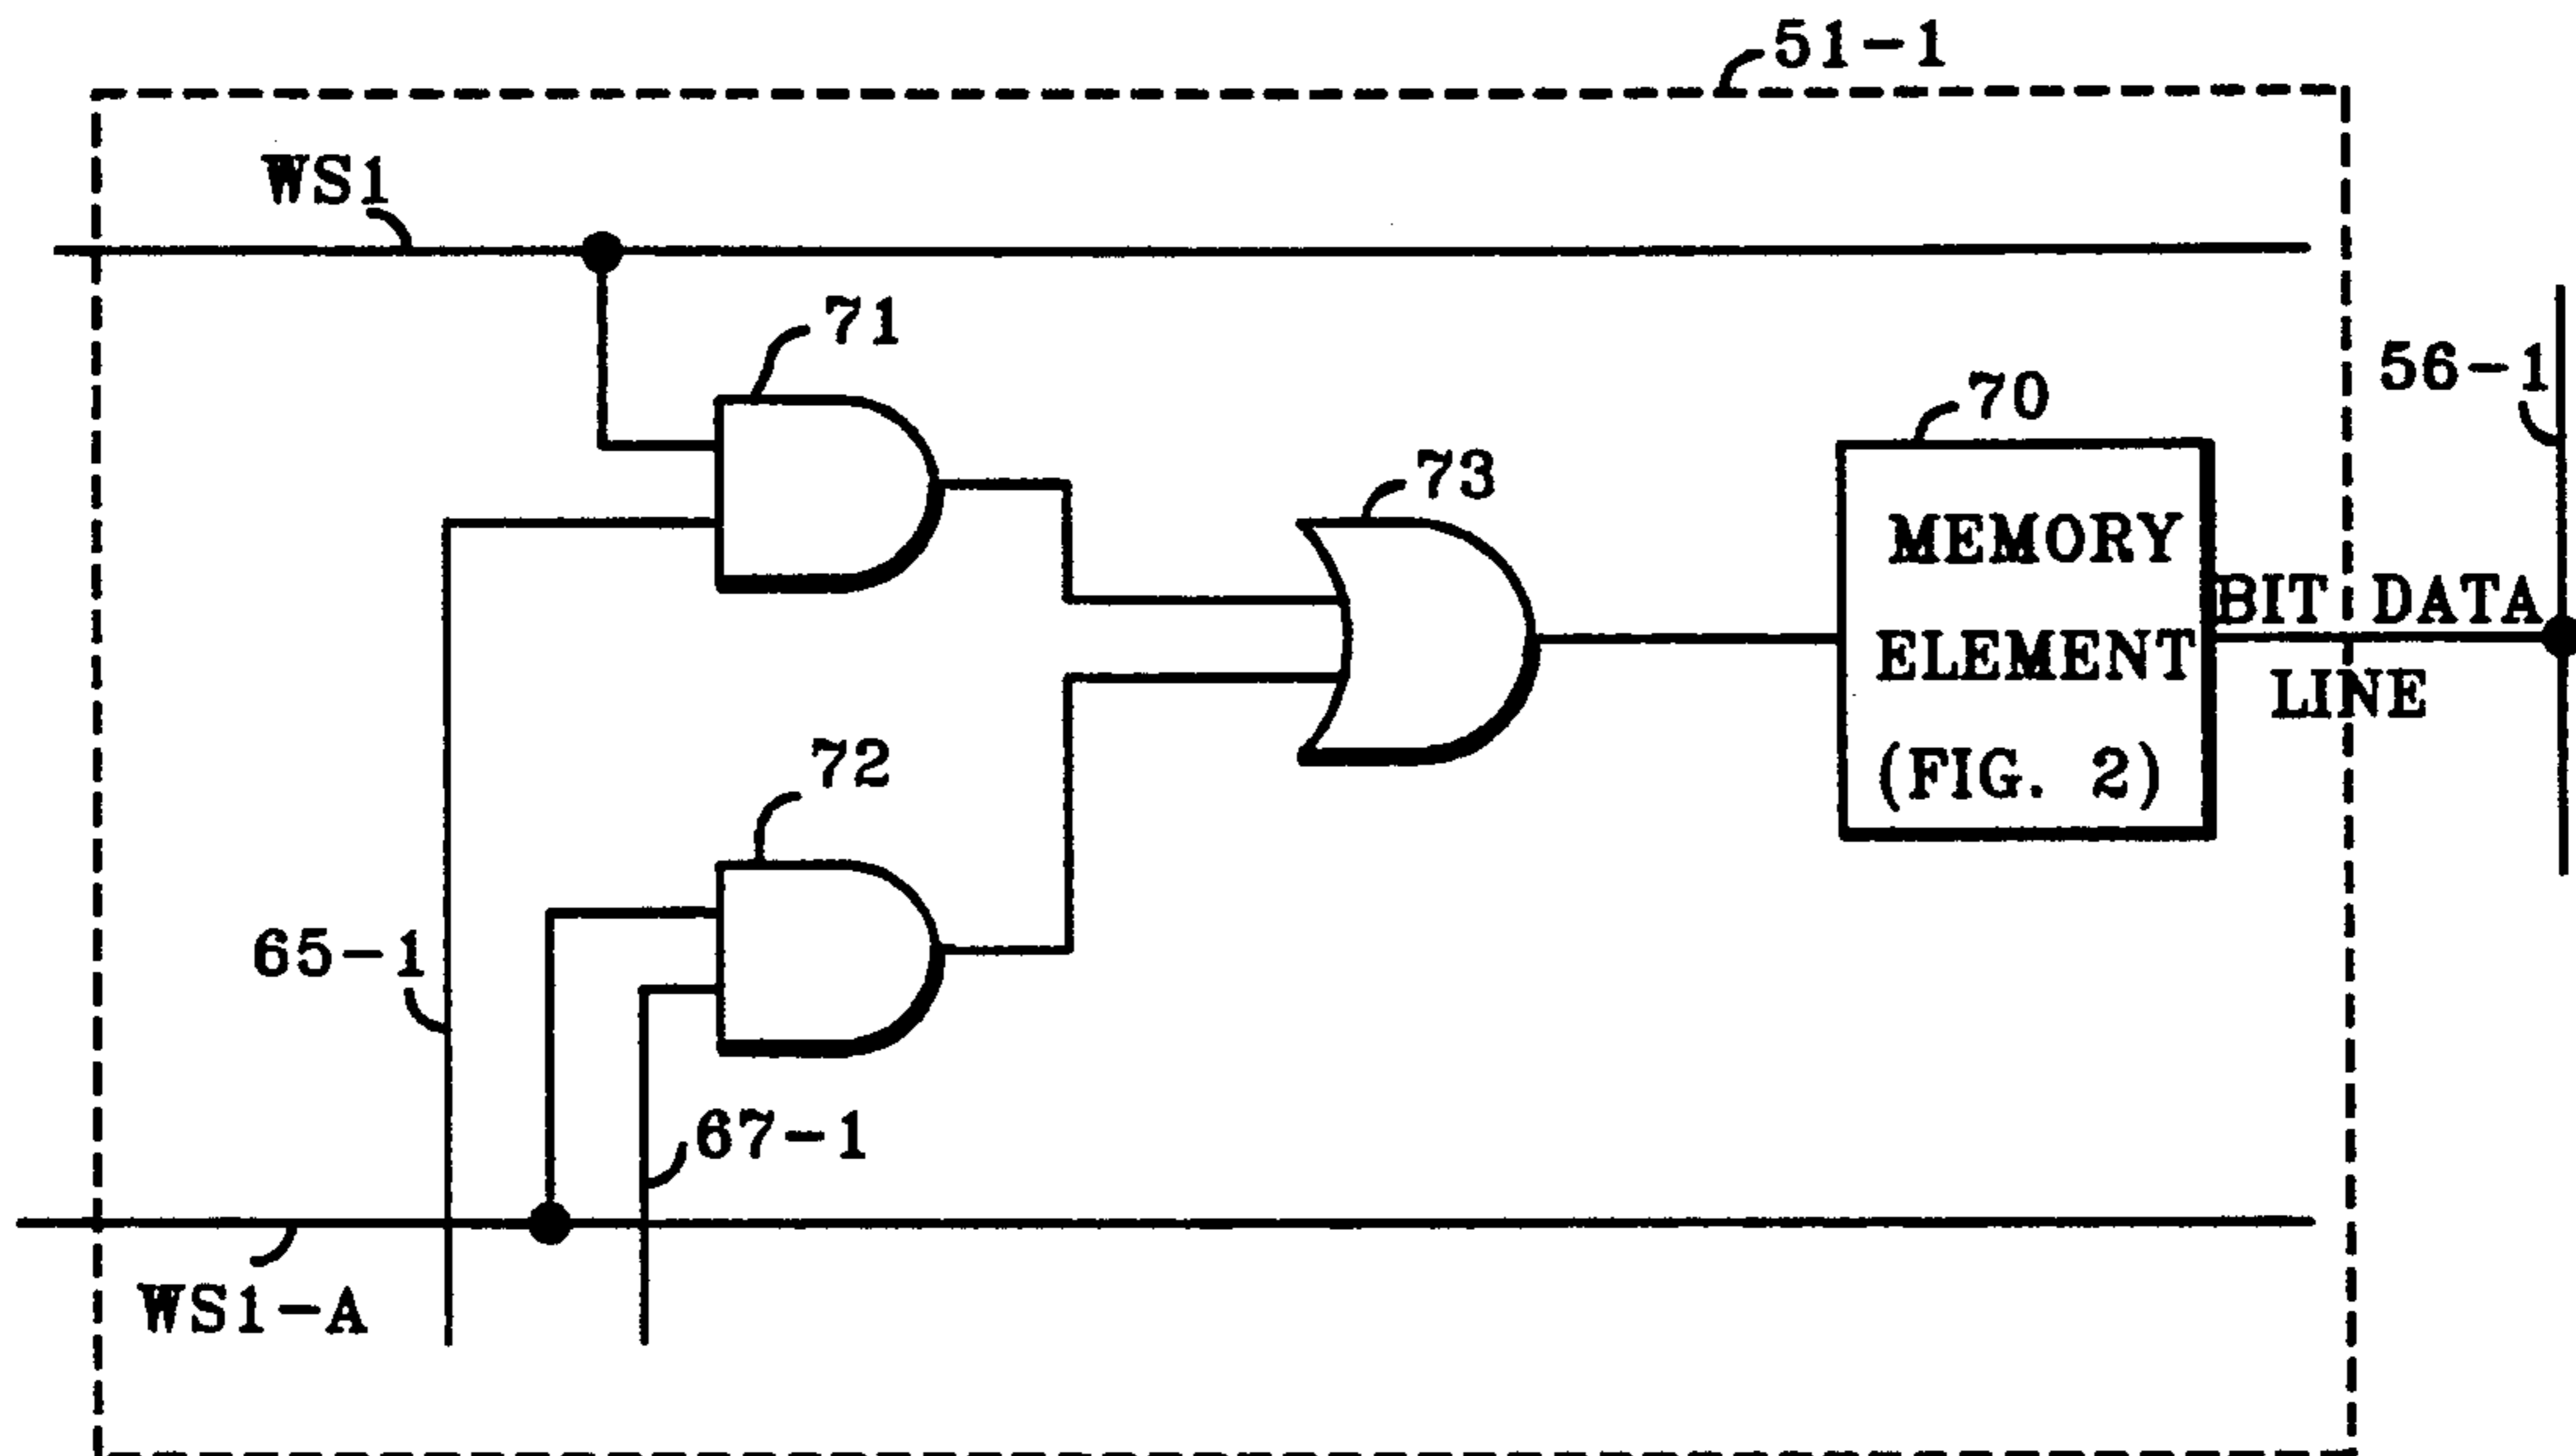 51-1
WS1
71
56-1
70
73
MEMORY
ELEMENT
(FIG. 2)
BIT DATA
LINE
72
65-1
67-1
WS1-A